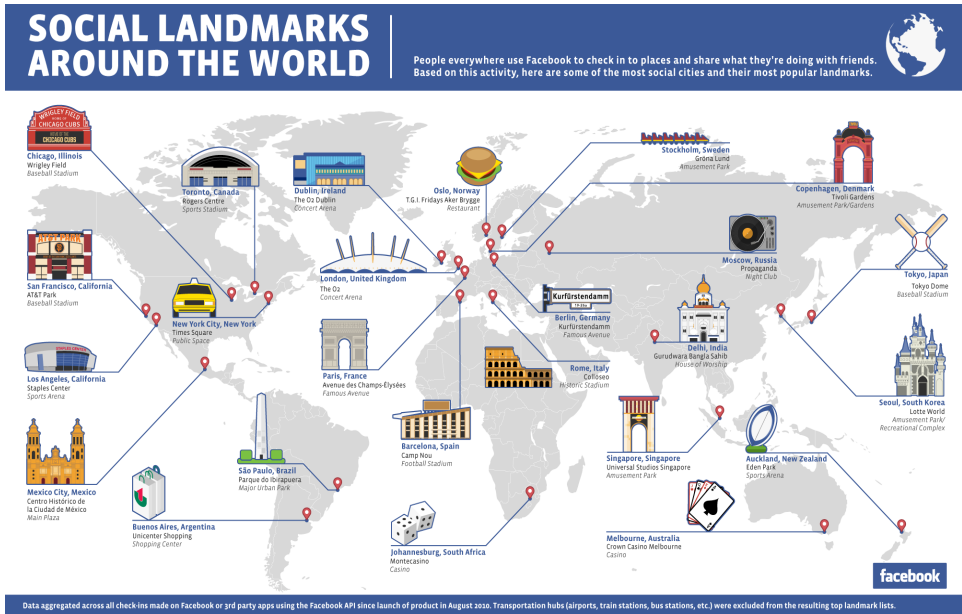 SOCIAL LANDMARKS
AROUND THE WORLD
People everywhere use Facebook to check in to places and share what they're doing with friends.
Based on this activity, here are some of the most social cities and their most popular landmarks.
WRIGLEY FIELD
HOME OF
CHICAGO CUBS
CHICAGO CUBS
Chicago, Illinois
Wrigley Field
Baseball Stadium
Toronto, Canada
Rogers Centre
Sports Stadium
Dublin, Ireland
The O2 Dublin
Concert Arena
Oslo, Norway
T.G.I. Fridays Aker Brygge
Restaurant
Stockholm, Sweden
Grona Lund
Amusement Park
Copenhagen, Denmark
Tivoli Gardens
Amusement Park/Gardens
AT&T PARK
San Francisco, California
AT&T Park
Baseball Stadium
New York City, New York
Times Square
Public Space
London, United Kingdom
The O2
Concert Arena
Kurfürstendamm
Berlin, Germany
Kurfürstendamm
Famous Avenue
Moscow, Russia
Propaganda
Night Club
Tokyo, Japan
Tokyo Dome
Baseball Stadium
STAPLES CENTER
Los Angeles, California
Staples Center
Sports Arena
Paris, France
Avenue des Champs-Élysées
Famous Avenue
Rome, Italy
Colloseo
Historic Stadium
Delhi, India
Gurudwara Bangla Sahib
House of Worship
Seoul, South Korea
Lotte World
Amusement Park/
Recreational Complex
Mexico City, Mexico
Centro Histórico de
la Ciudad de México
Main Plaza
São Paulo, Brazil
Parque do Ibirapuera
Major Urban Park
Barcelona, Spain
Camp Nou
Football Stadium
Singapore, Singapore
Universal Studios Singapore
Amusement Park
Auckland, New Zealand
Eden Park
Sports Arena
Buenos Aires, Argentina
Unicenter Shopping
Shopping Center
Johannesburg, South Africa
Montecasino
Casino
Melbourne, Australia
Crown Casino Melbourne
Casino
facebook
Data aggregated across all check-ins made on Facebook or 3rd party apps using the Facebook API since launch of product in August 2010. Transportation hubs (airports, train stations, bus stations, etc.) were excluded from the resulting top landmark lists.